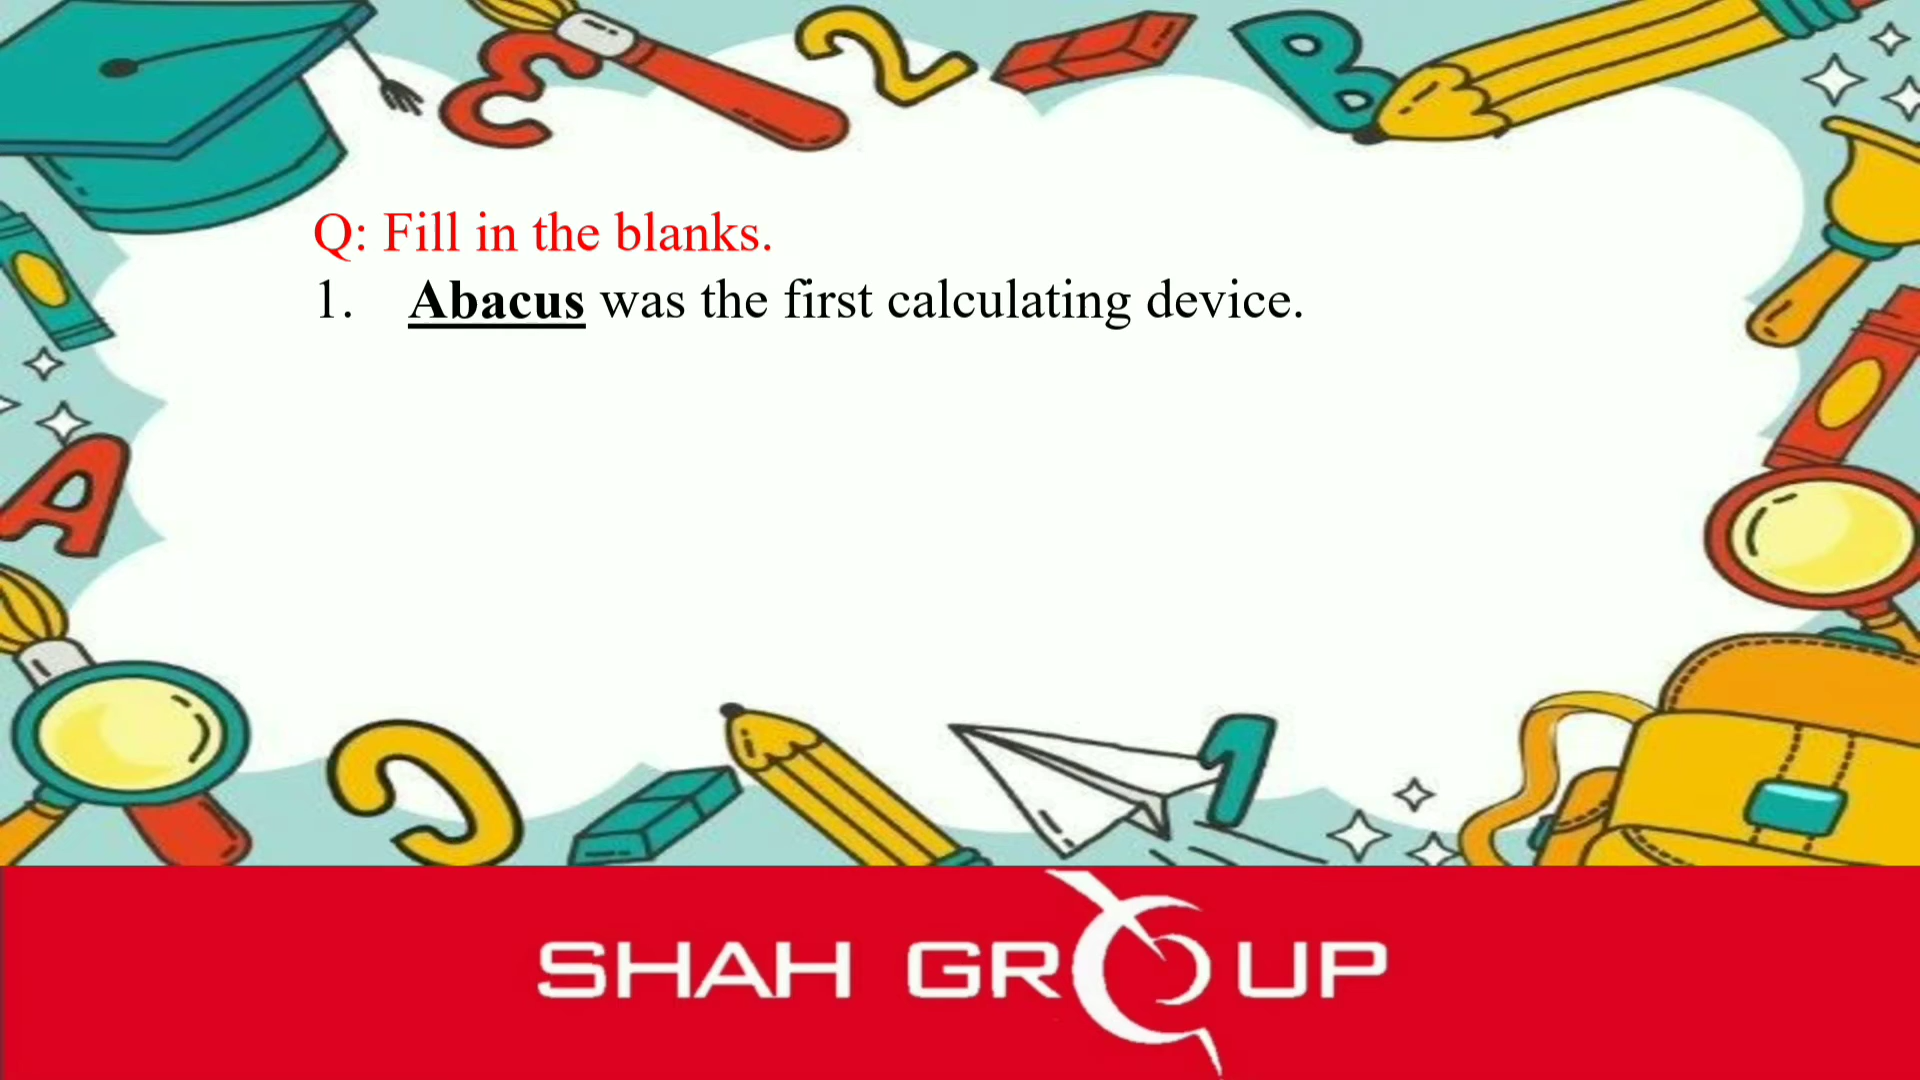 Q: Fill in the blanks.
1. Abacus was the first calculating device.
SHAH GROUP